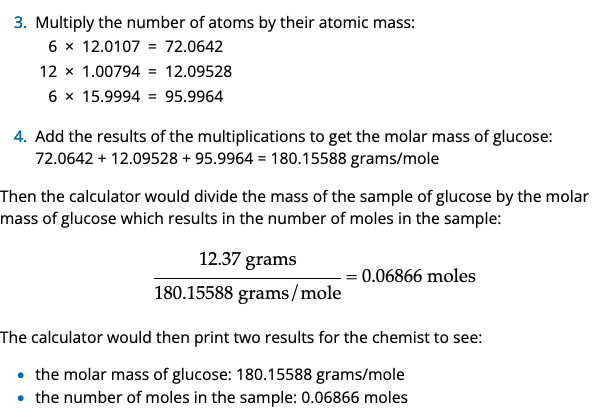 3. Multiply the number of atoms by their atomic mass:
6 × 12.0107 = 72.0642
12 × 1.00794 = 12.09528
6 × 15.9994 = 95.9964
4. Add the results of the multiplications to get the molar mass of glucose:
72.0642 + 12.09528 + 95.9964 = 180.15588 grams/mole
Then the calculator would divide the mass of the sample of glucose by the molar
mass of glucose which results in the number of moles in the sample:
12.37 grams
180.15588 grams/mole
= 0.06866 moles
The calculator would then print two results for the chemist to see:
• the molar mass of glucose: 180.15588 grams/mole
• the number of moles in the sample: 0.06866 moles